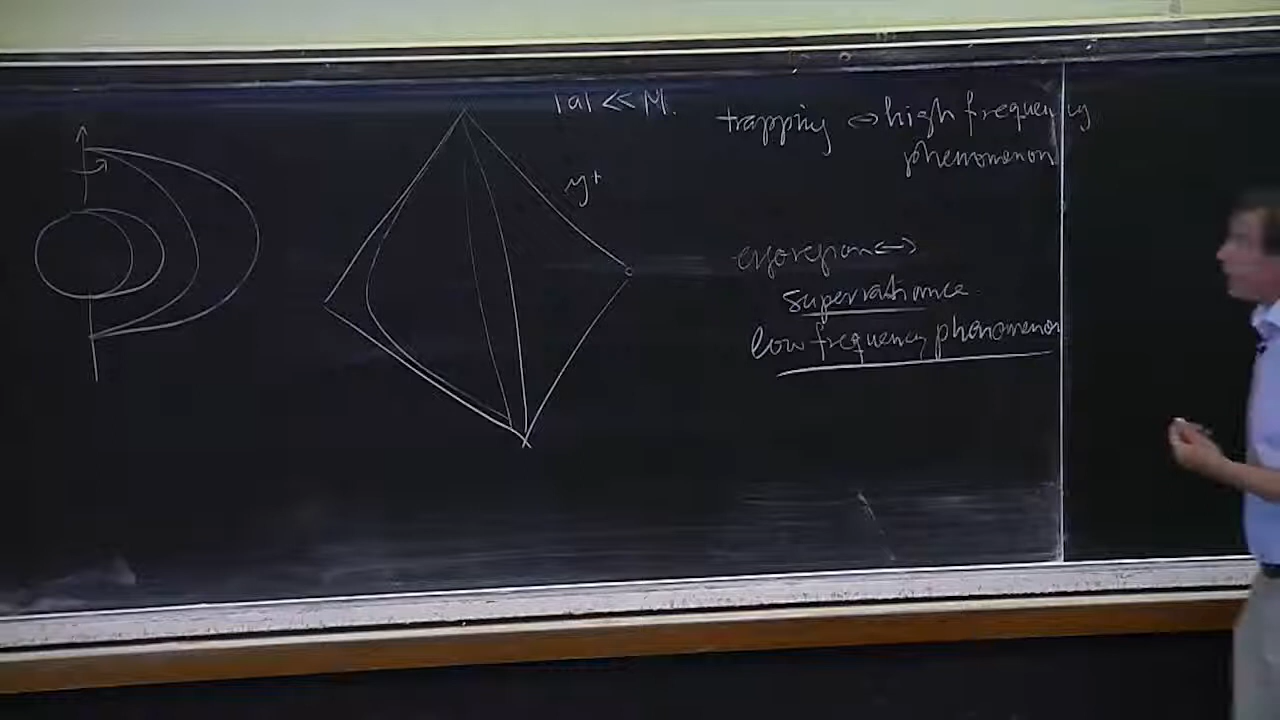 |a| << M.
trapping ↔ high frequency
phenomenon
y+
ergoregion ↔
superradiance
low frequency phenomenon